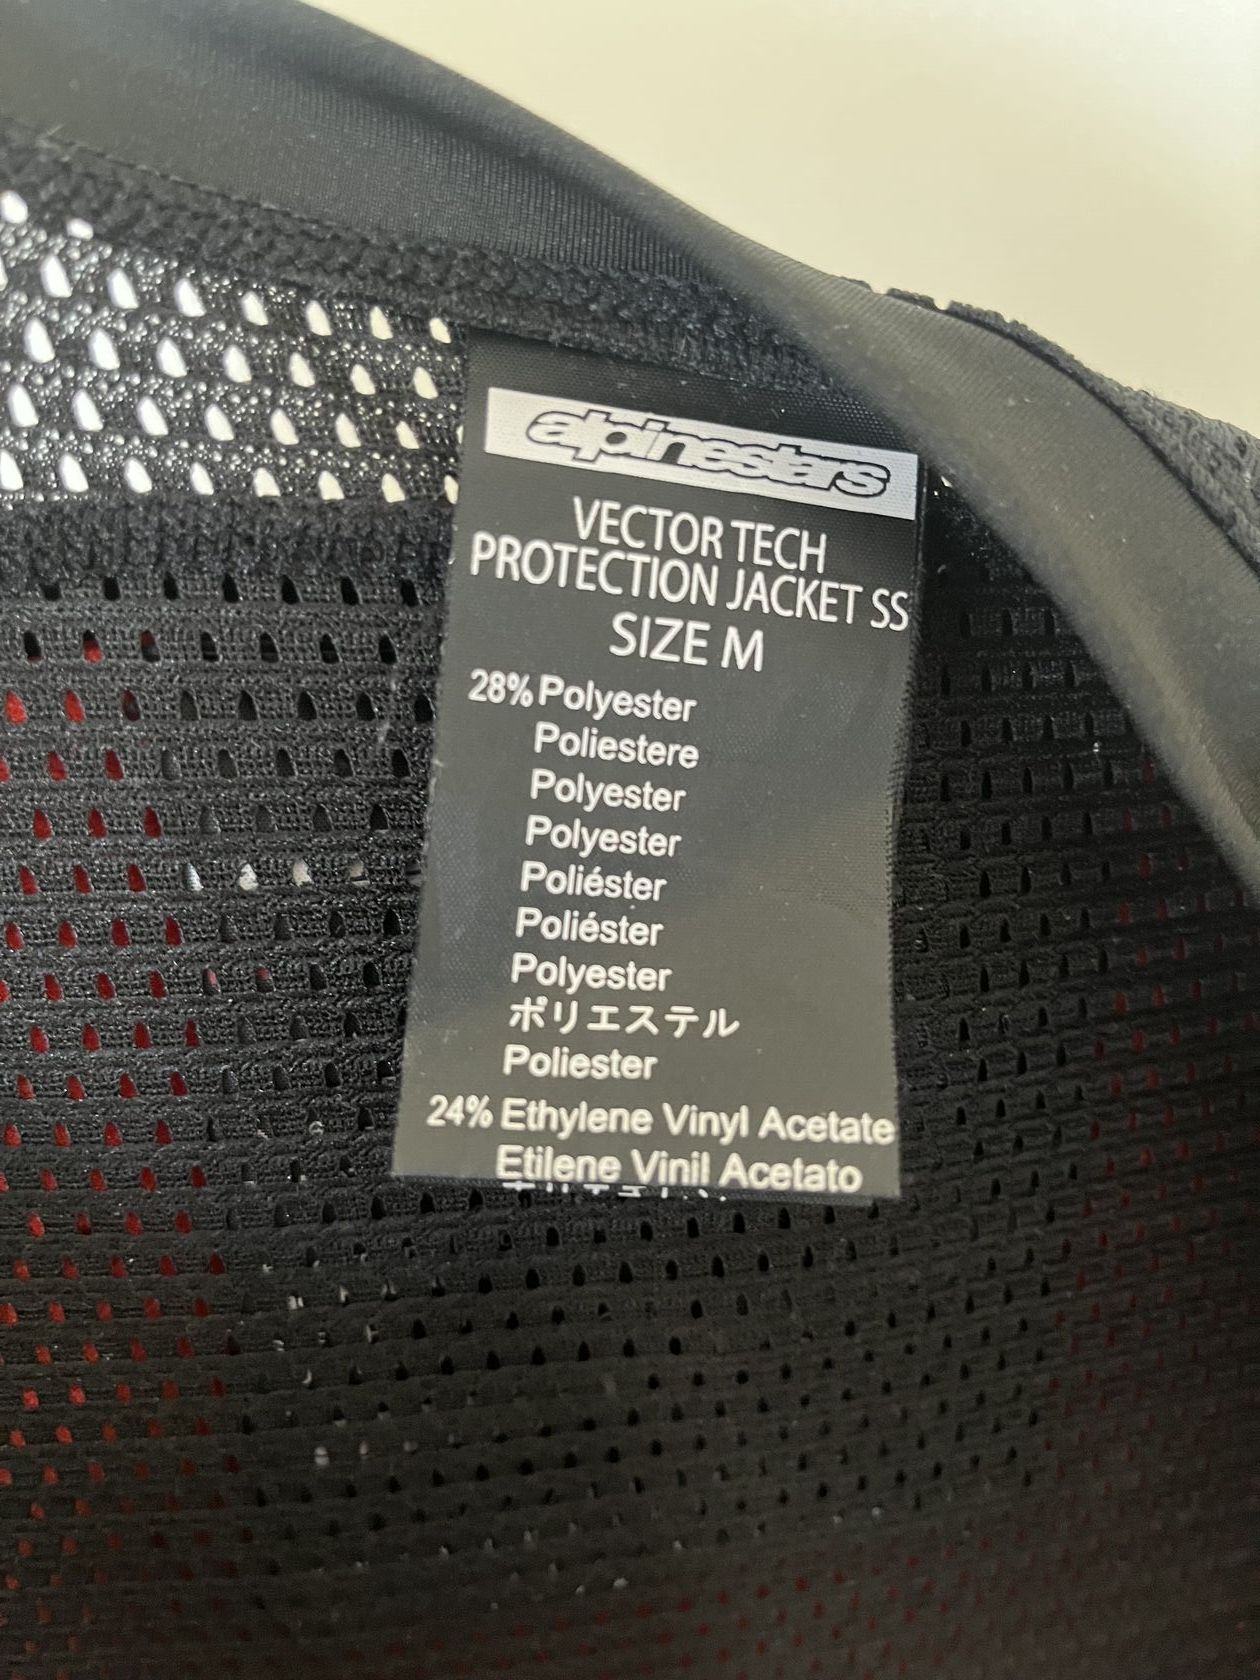 alpinestars
VECTOR TECH
PROTECTION JACKET SS
SIZE M
28% Polyester
Poliestere
Polyester
Polyester
Poliéster
Poliéster
Polyester
ポリエステル
Poliester
24% Ethylene Vinyl Acetate
Etilene Vinil Acetato